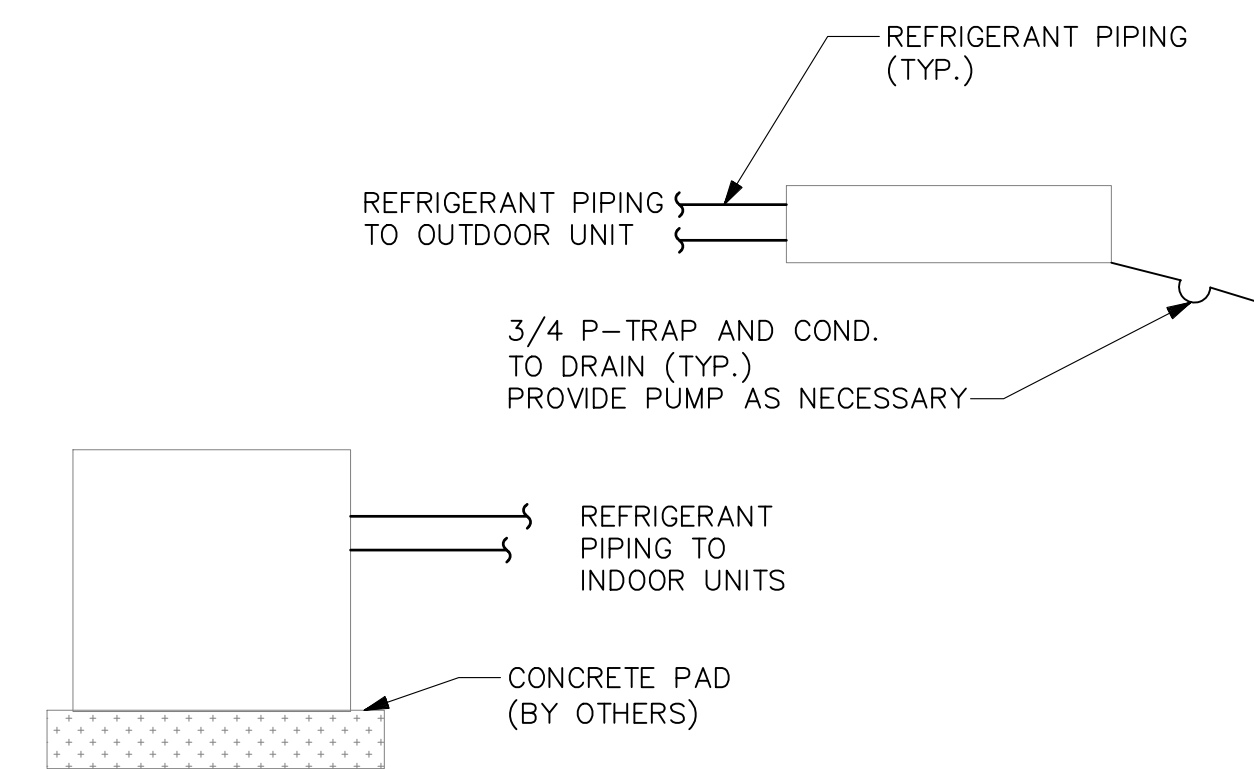 REFRIGERANT PIPING
(TYP.)
REFRIGERANT PIPING
TO OUTDOOR UNIT
3/4 P-TRAP AND COND.
TO DRAIN (TYP.)
PROVIDE PUMP AS NECESSARY
REFRIGERANT
PIPING TO
INDOOR UNITS
CONCRETE PAD
(BY OTHERS)